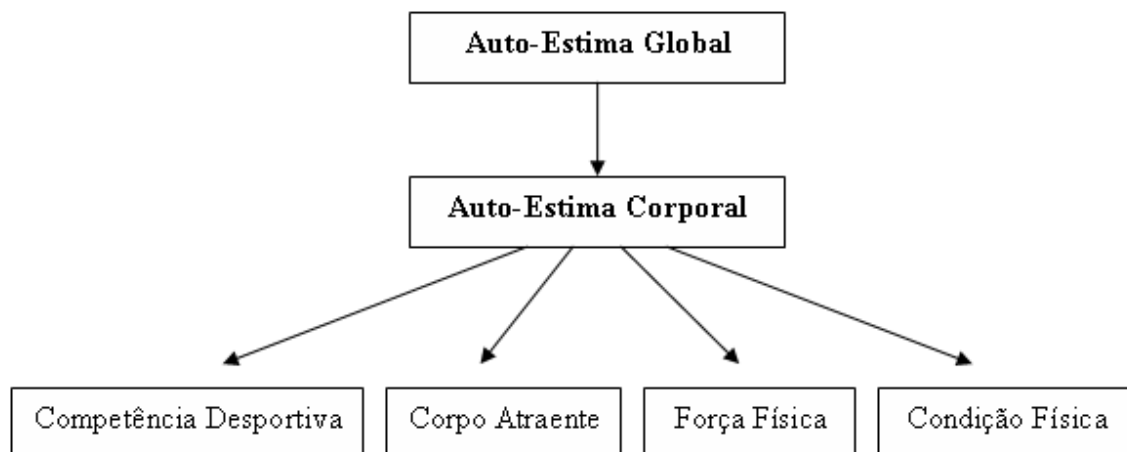 Auto-Estima Global
Auto-Estima Corporal
Competência Desportiva
Corpo Atraente
Força Física
Condição Física